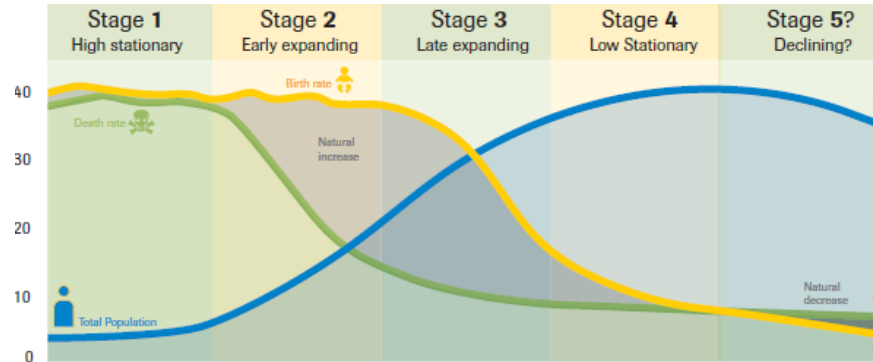 Stage 1
High stationary
Stage 2
Early expanding
Stage 3
Late expanding
Stage 4
Low Stationary
Stage 5?
Declining?
40
30
20
10
0
Birth rate
Death rate
Natural
increase
Total Population
Natural
decrease